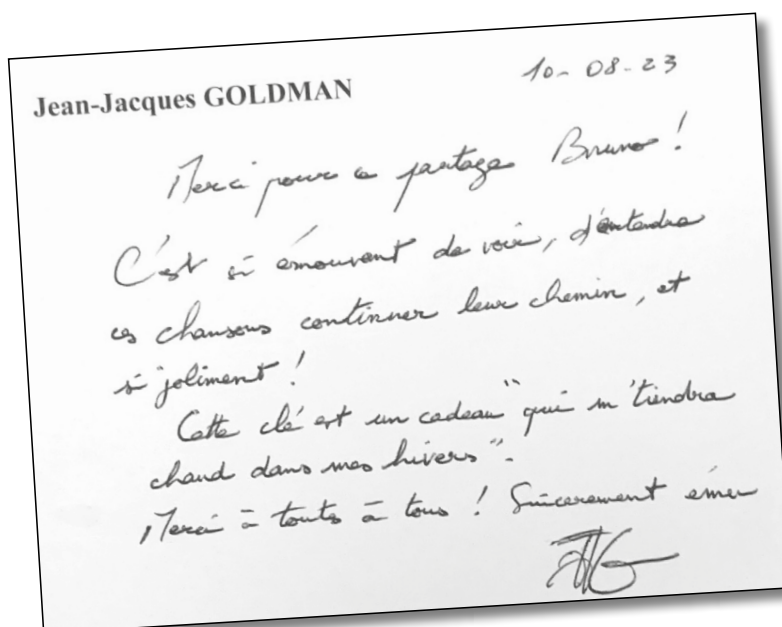 Jean-Jacques GOLDMAN
10-08-23
Merci pour ce partage Bruno !
C'est si émouvant de voir, d'entendre
ces chansons continuer leur chemin, et
si joliment !
Cette clé est un cadeau "qui m'tiendra
chaud dans mes hivers".
Merci à toutes à tous ! Sincèrement ému
JJG